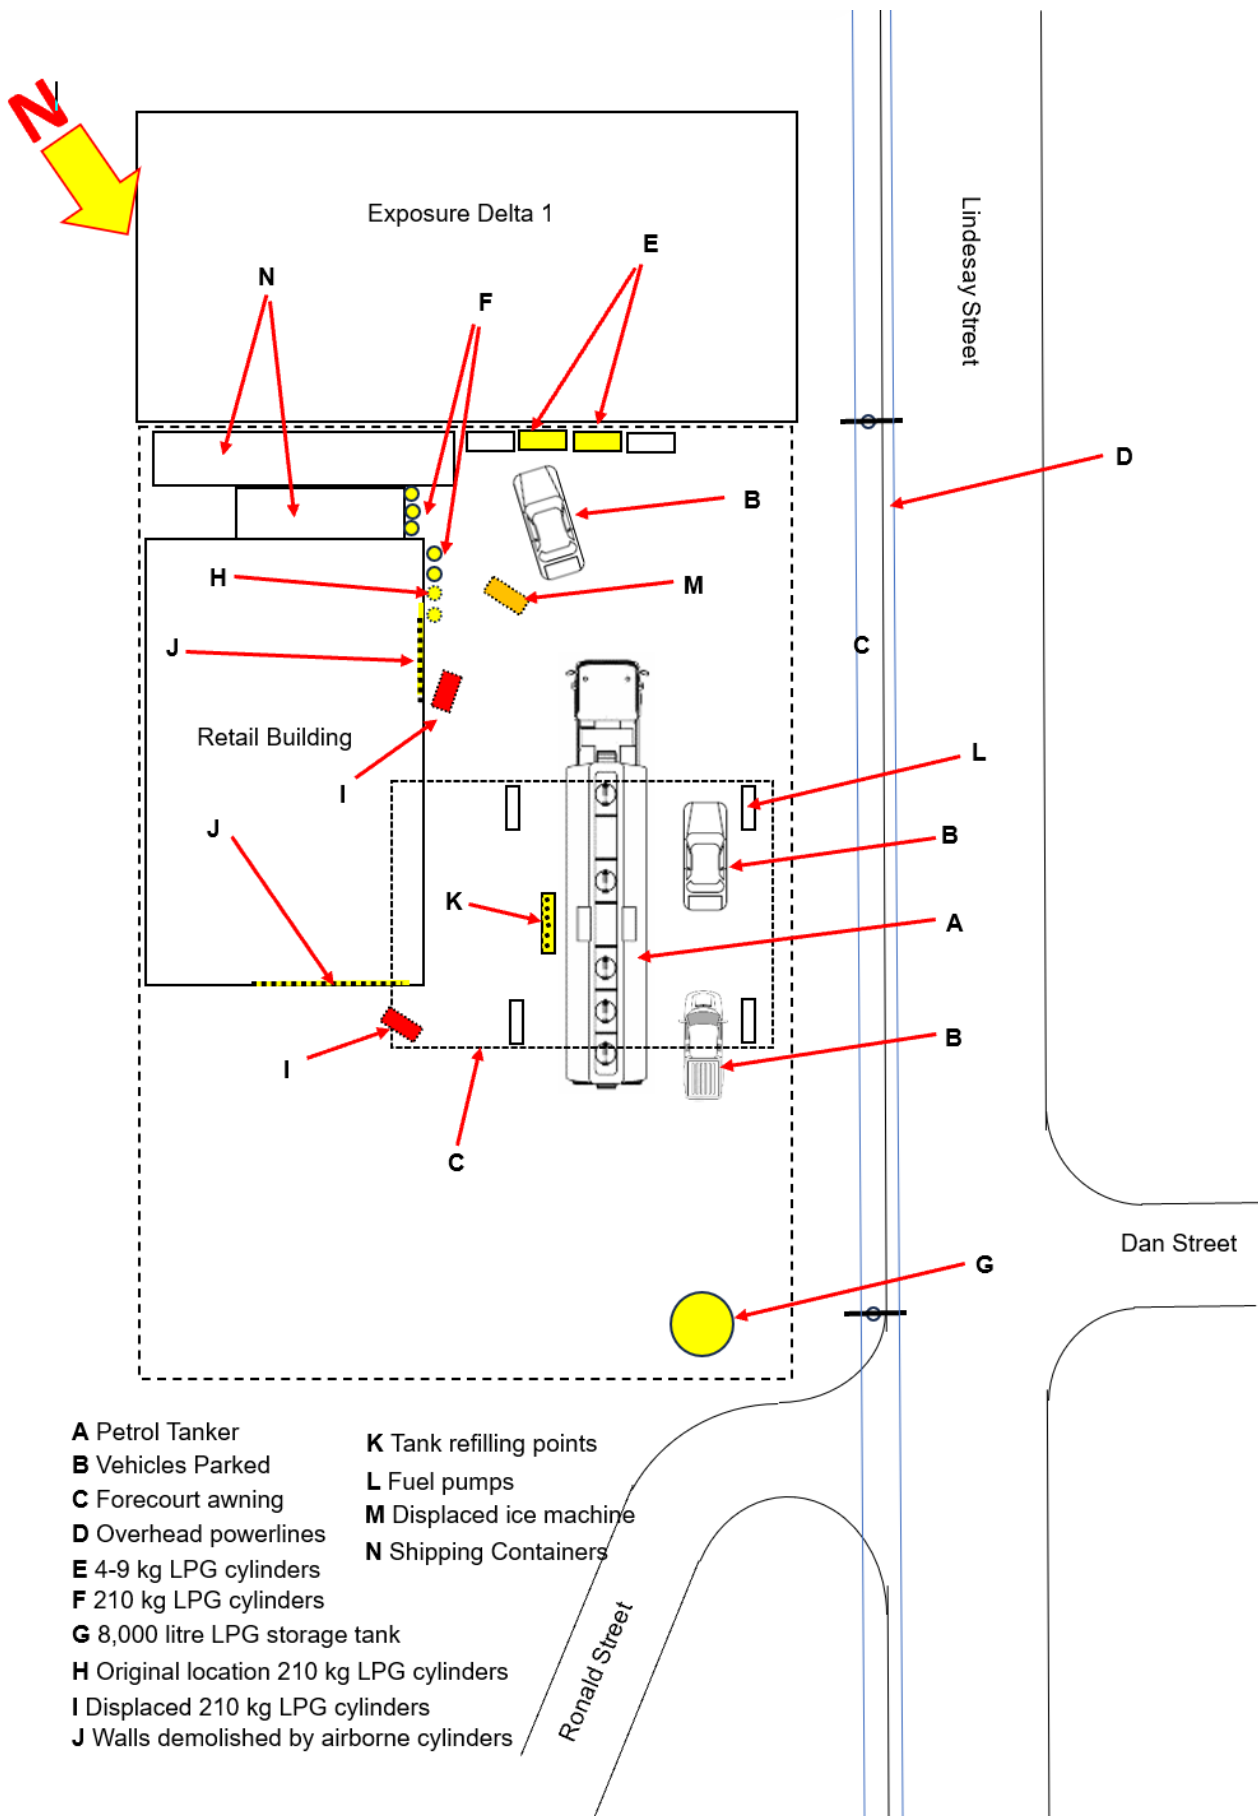 N
Exposure Delta 1
Lindesay Street
E
N
F
D
B
H
M
C
J
Retail Building
L
I
J
B
K
A
B
I
C
Dan Street
G
A Petrol Tanker
B Vehicles Parked
C Forecourt awning
D Overhead powerlines
E 4-9 kg LPG cylinders
F 210 kg LPG cylinders
G 8,000 litre LPG storage tank
H Original location 210 kg LPG cylinders
I Displaced 210 kg LPG cylinders
J Walls demolished by airborne cylinders
K Tank refilling points
L Fuel pumps
M Displaced ice machine
N Shipping Containers
Ronald Street